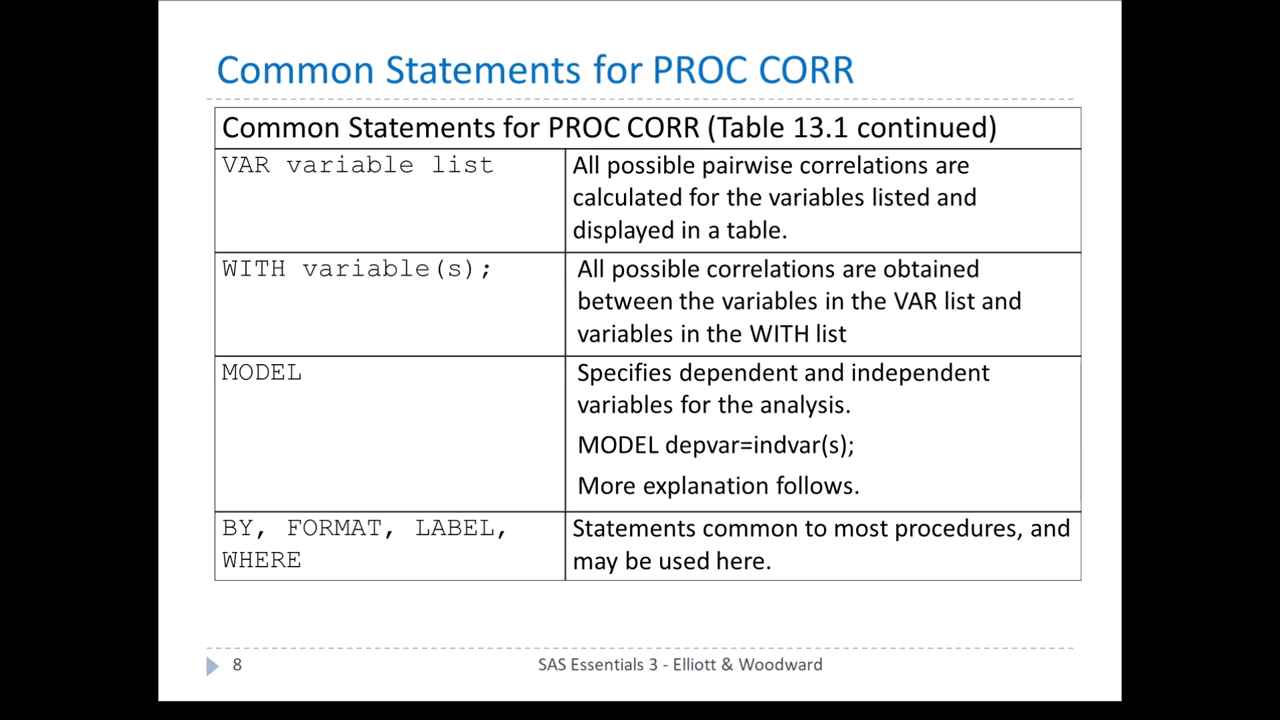 Common Statements for PROC CORR
Common Statements for PROC CORR (Table 13.1 continued)
VAR variable list
All possible pairwise correlations are
calculated for the variables listed and
displayed in a table.
WITH variable(s);
All possible correlations are obtained
between the variables in the VAR list and
variables in the WITH list
MODEL
Specifies dependent and independent
variables for the analysis.
MODEL depvar=indvar(s);
More explanation follows.
BY, FORMAT, LABEL,
WHERE
Statements common to most procedures, and
may be used here.
8
SAS Essentials 3 - Elliott & Woodward